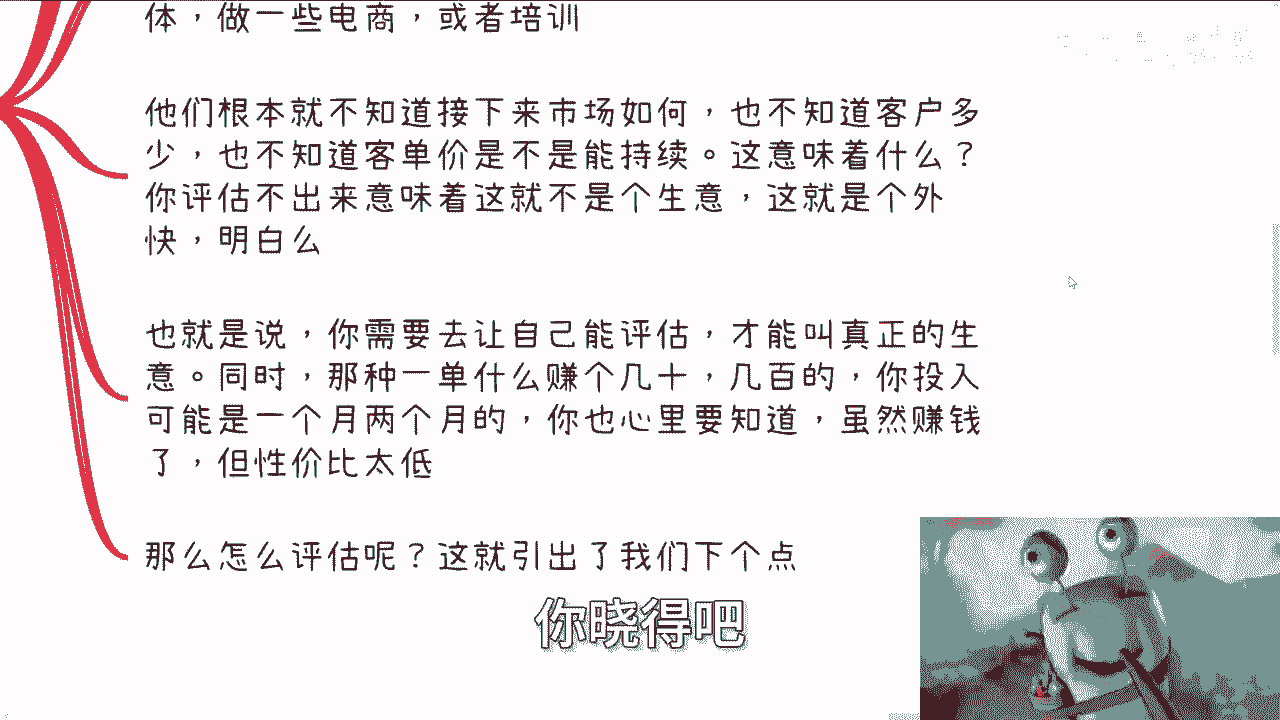 体，做一些电商，或者培训
他们根本就不知道接下来市场如何，也不知道客户多
少，也不知道客单价是不是能持续。这意味着什么？
你评估不出来意味着这就不是个生意，这就是个外
快，明白么
也就是说，你需要去让自己能评估，才能叫真正的生
意。同时，那种一单什么赚个几十，几百的，你投入
可能是一个月两个月的，你也心里要知道，虽然赚钱
了，但性价比太低
那么怎么评估呢？这就引出了我们下个点
你晓得吧